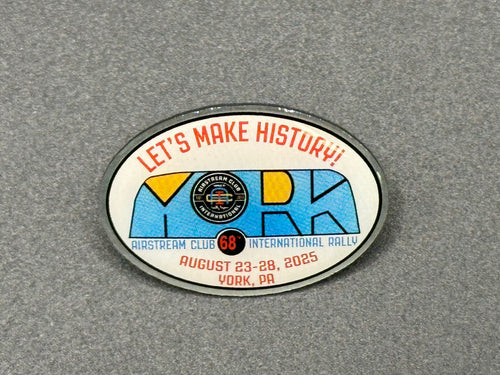 LET'S MAKE HISTORY!
YORK
AIRSTREAM CLUB
INTERNATIONAL
AIRSTREAM CLUB 68 INTERNATIONAL RALLY
AUGUST 23-28, 2025
YORK, PA